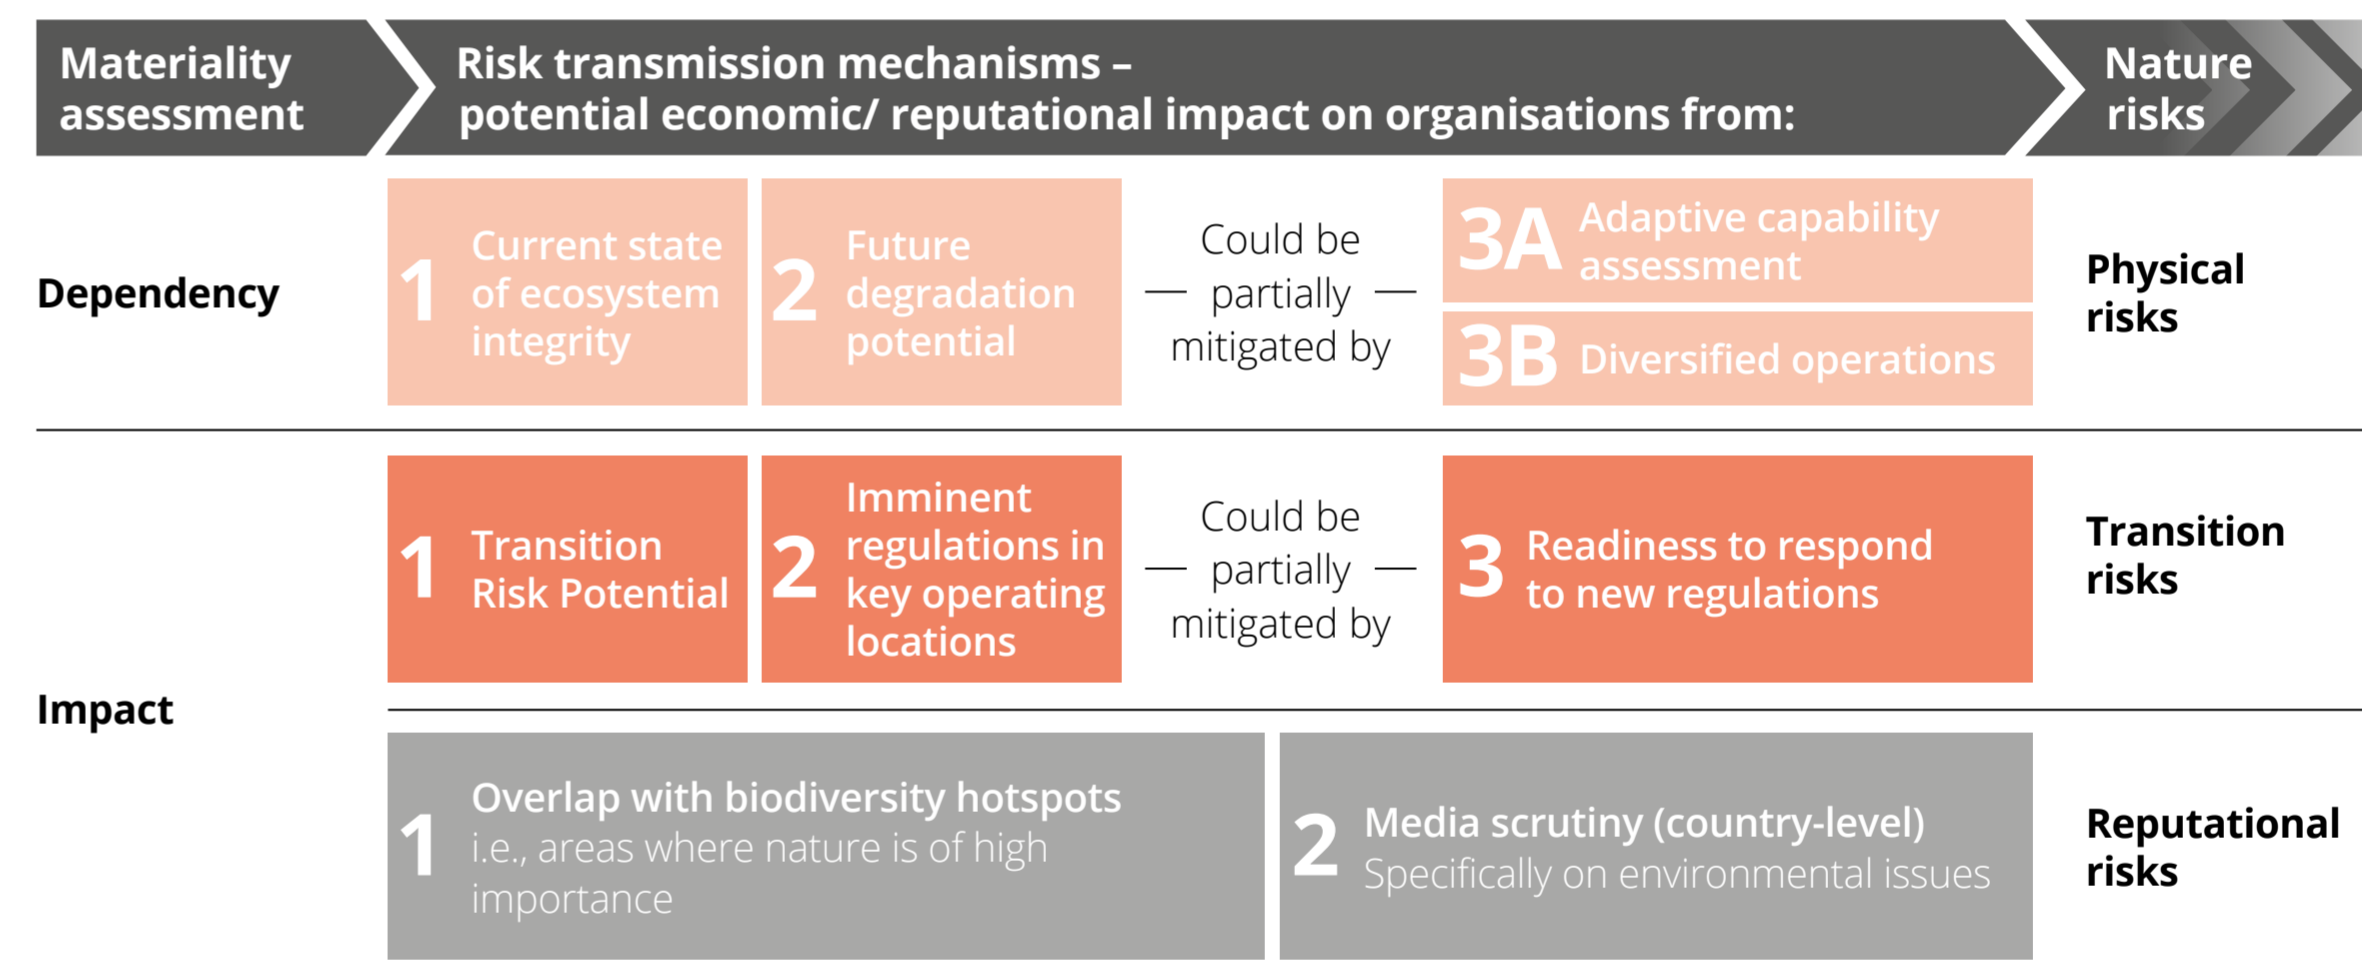 Materiality
assessment
Risk transmission mechanisms –
potential economic/ reputational impact on organisations from:
Nature
risks
Dependency
1
Current state
of ecosystem
integrity
2
Future
degradation
potential
Could be
partially
mitigated by
3A
Adaptive capability
assessment
3B
Diversified operations
Physical
risks
Impact
1
Transition
Risk Potential
2
Imminent
regulations in
key operating
locations
Could be
partially
mitigated by
3
Readiness to respond
to new regulations
Transition
risks
1
Overlap with biodiversity hotspots
i.e., areas where nature is of high
importance
2
Media scrutiny (country-level)
Specifically on environmental issues
Reputational
risks